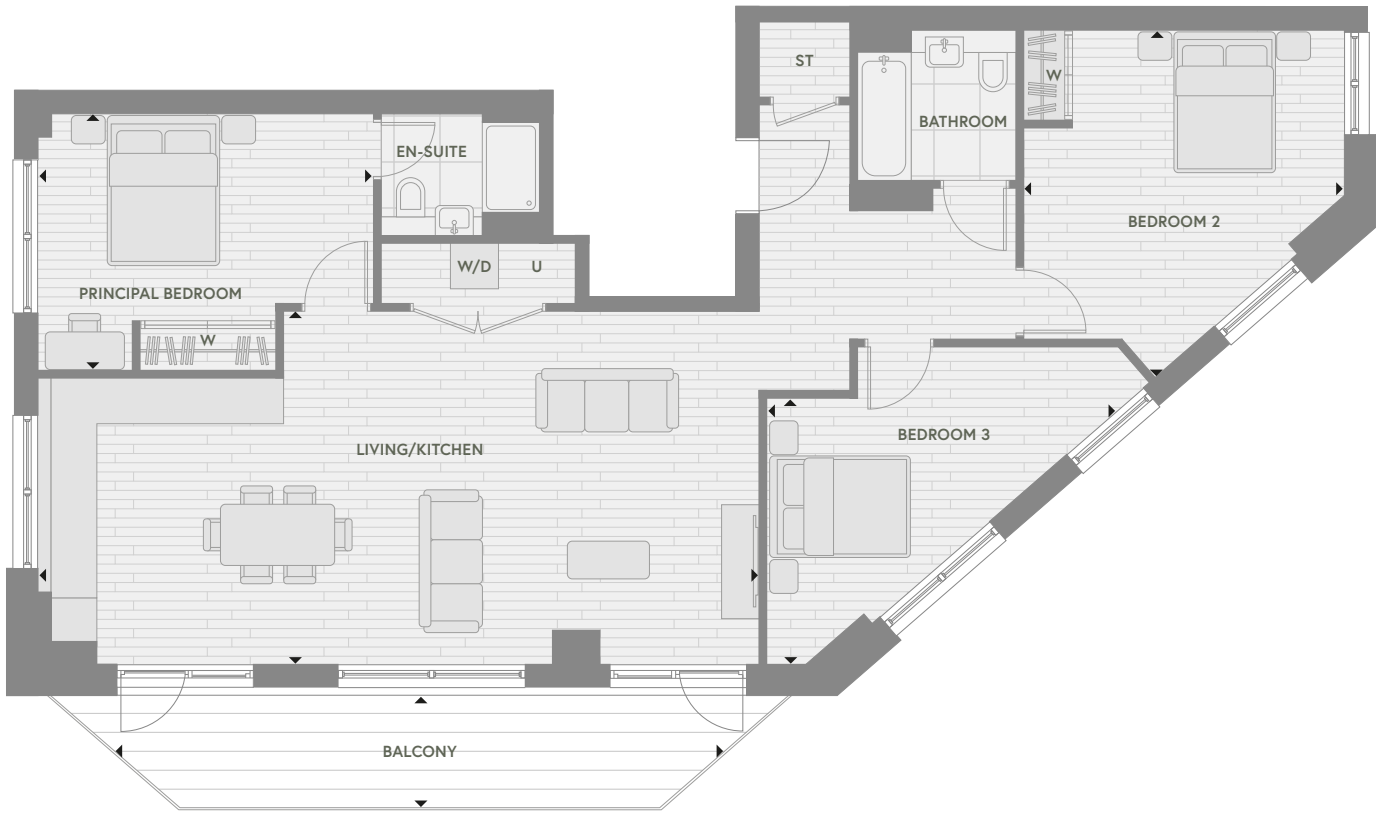 ST
W
BATHROOM
EN-SUITE
BEDROOM 2
W/D
U
PRINCIPAL BEDROOM
W
BEDROOM 3
LIVING/KITCHEN
BALCONY